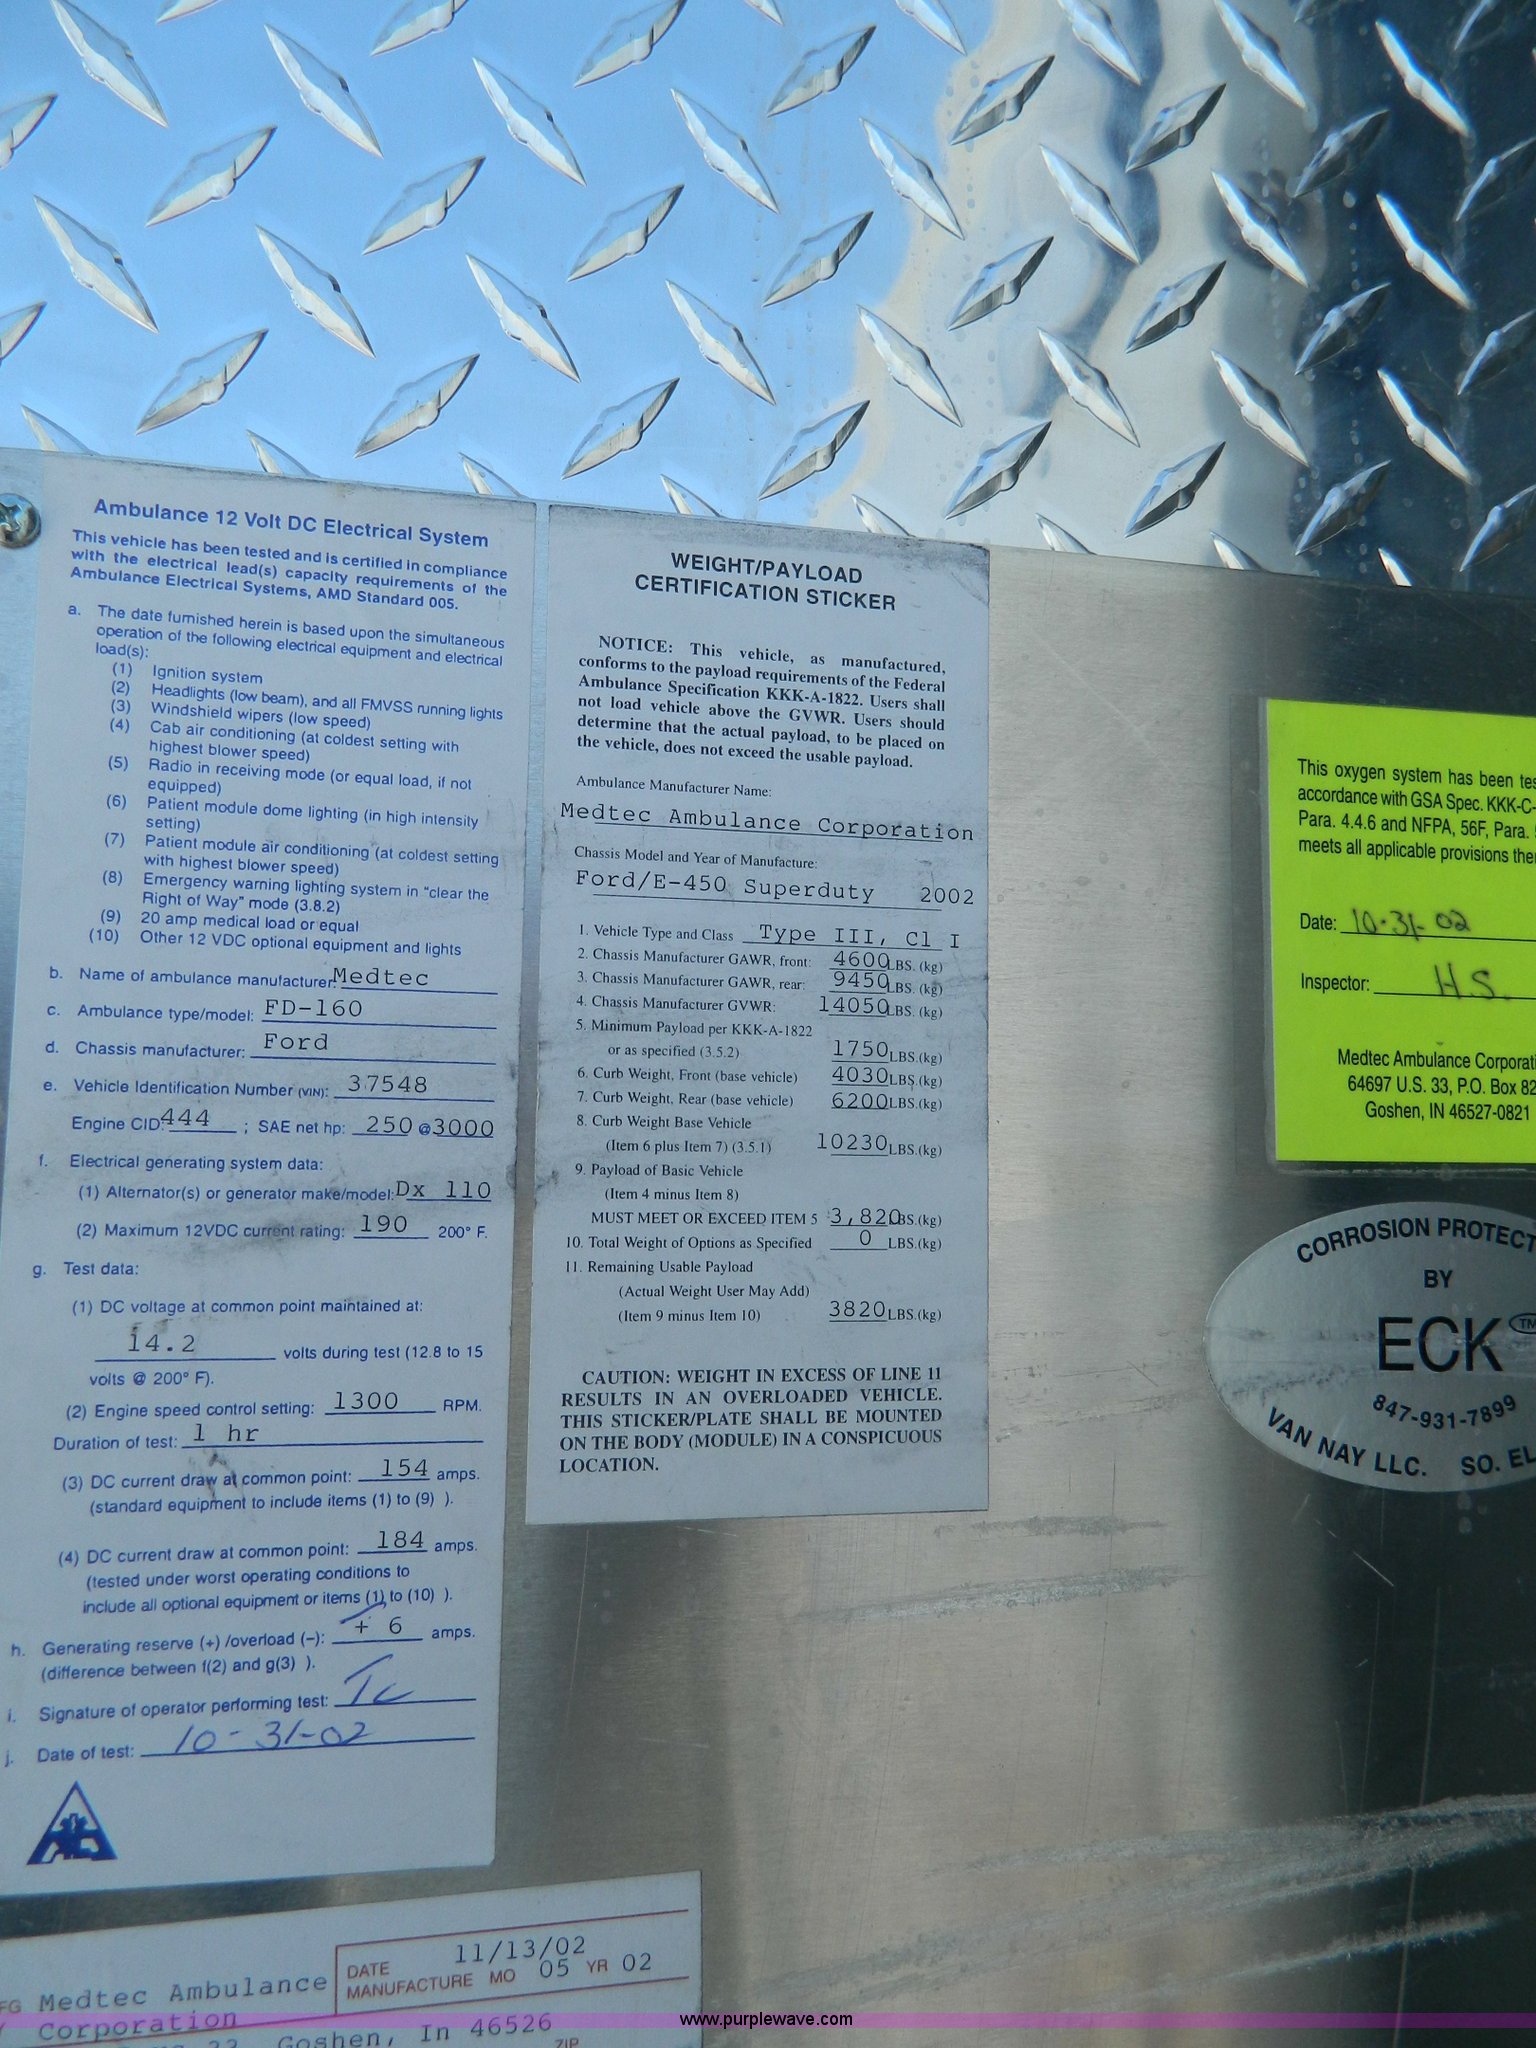 Ambulance 12 Volt DC Electrical System
This vehicle has been tested and is certified in compliance
with the electrical lead(s) capacity requirements of the
Ambulance Electrical Systems, AMD Standard 005.
a. The date furnished herein is based upon the simultaneous
operation of the following electrical equipment and electrical
load(s):
(1) Ignition system
(2) Headlights (low beam), and all FMVSS running lights
(3) Windshield wipers (low speed)
(4) Cab air conditioning (at coldest setting with
highest blower speed)
(5) Radio in receiving mode (or equal load, if not
equipped)
(6) Patient module dome lighting (in high intensity
setting)
(7) Patient module air conditioning (at coldest setting
with highest blower speed)
(8) Emergency warning lighting system in "clear the
Right of Way" mode (3.8.2)
(9) 20 amp medical load or equal
(10) Other 12 VDC optional equipment and lights
b. Name of ambulance manufacturer: Medtec
c. Ambulance type/model: FD-160
d. Chassis manufacturer: Ford
e. Vehicle Identification Number (VIN): 37548
Engine CID: 444 ; SAE net hp: 250 @ 3000
f. Electrical generating system data:
(1) Alternator(s) or generator make/model: Dx 110
(2) Maximum 12VDC current rating: 190 200° F.
g. Test data:
(1) DC voltage at common point maintained at:
14.2 volts during test (12.8 to 15
volts @ 200° F).
(2) Engine speed control setting: 1300 RPM.
Duration of test: 1 hr
(3) DC current draw at common point: 154 amps.
(standard equipment to include items (1) to (9) ).
(4) DC current draw at common point: 184 amps.
(tested under worst operating conditions to
include all optional equipment or items (1) to (10) ).
h. Generating reserve (+) /overload (–): + 6 amps.
(difference between f(2) and g(3) ).
i. Signature of operator performing test: TC
j. Date of test: 10-31-02
WEIGHT/PAYLOAD
CERTIFICATION STICKER
NOTICE: This vehicle, as manufactured,
conforms to the payload requirements of the Federal
Ambulance Specification KKK-A-1822. Users shall
not load vehicle above the GVWR. Users should
determine that the actual payload, to be placed on
the vehicle, does not exceed the usable payload.
Ambulance Manufacturer Name:
Medtec Ambulance Corporation
Chassis Model and Year of Manufacture:
Ford/E-450 Superduty 2002
1. Vehicle Type and Class Type III, Cl I
2. Chassis Manufacturer GAWR, front: 4600 LBS. (kg)
3. Chassis Manufacturer GAWR, rear: 9450 LBS. (kg)
4. Chassis Manufacturer GVWR: 14050 LBS. (kg)
5. Minimum Payload per KKK-A-1822
or as specified (3.5.2) 1750 LBS.(kg)
6. Curb Weight, Front (base vehicle) 4030 LBS.(kg)
7. Curb Weight, Rear (base vehicle) 6200 LBS.(kg)
8. Curb Weight Base Vehicle
(Item 6 plus Item 7) (3.5.1) 10230 LBS.(kg)
9. Payload of Basic Vehicle
(Item 4 minus Item 8)
MUST MEET OR EXCEED ITEM 5 3,820 LBS.(kg)
10. Total Weight of Options as Specified 0 LBS.(kg)
11. Remaining Usable Payload
(Actual Weight User May Add)
(Item 9 minus Item 10) 3820 LBS.(kg)
CAUTION: WEIGHT IN EXCESS OF LINE 11
RESULTS IN AN OVERLOADED VEHICLE.
THIS STICKER/PLATE SHALL BE MOUNTED
ON THE BODY (MODULE) IN A CONSPICUOUS
LOCATION.
This oxygen system has been tes
accordance with GSA Spec. KKK-C-
Para. 4.4.6 and NFPA, 56F, Para.
meets all applicable provisions the
Date: 10-31-02
Inspector: H.S.
Medtec Ambulance Corporati
64697 U.S. 33, P.O. Box 82
Goshen, IN 46527-0821
CORROSION PROTECT
BY
ECK TM
847-931-7899
VAN NAY LLC. SO. EL
FG Medtec Ambulance
Corporation
DATE 11/13/02
MANUFACTURE MO 05 YR 02
Goshen, In 46526
ZIP
www.purplewave.com